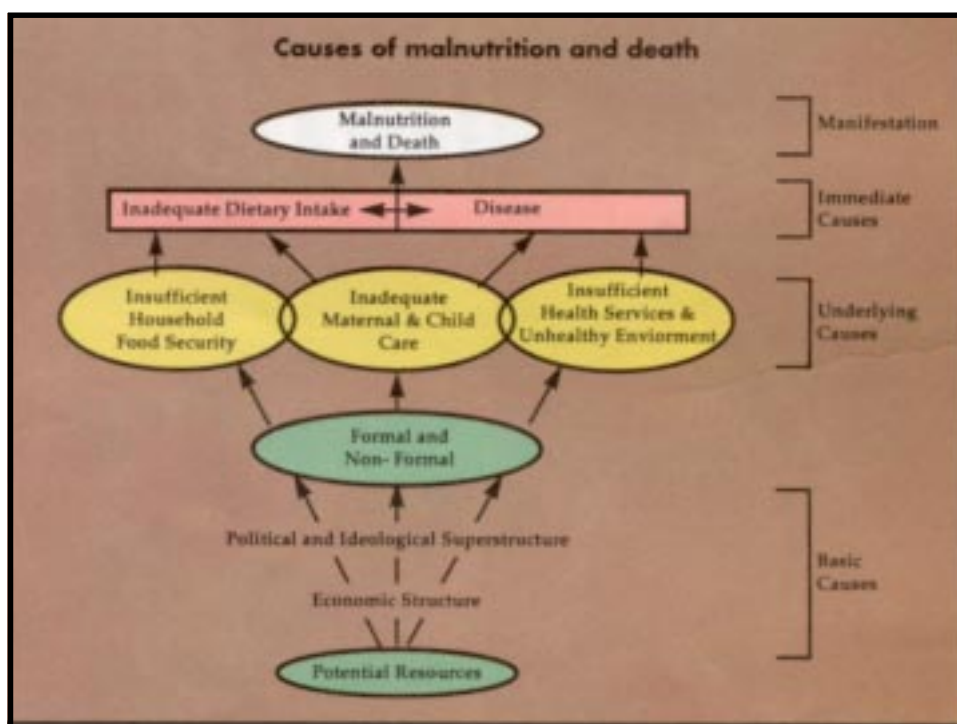 Causes of malnutrition and death
Malnutrition
and Death
Manifestation
Inadequate Dietary Intake
Disease
Immediate
Causes
Insufficient
Household
Food Security
Inadequate
Maternal & Child
Care
Insufficient
Health Services &
Unhealthy Enviorment
Underlying
Causes
Formal and
Non- Formal
Political and Ideological Superstructure
Economic Structure
Potential Resources
Basic
Causes